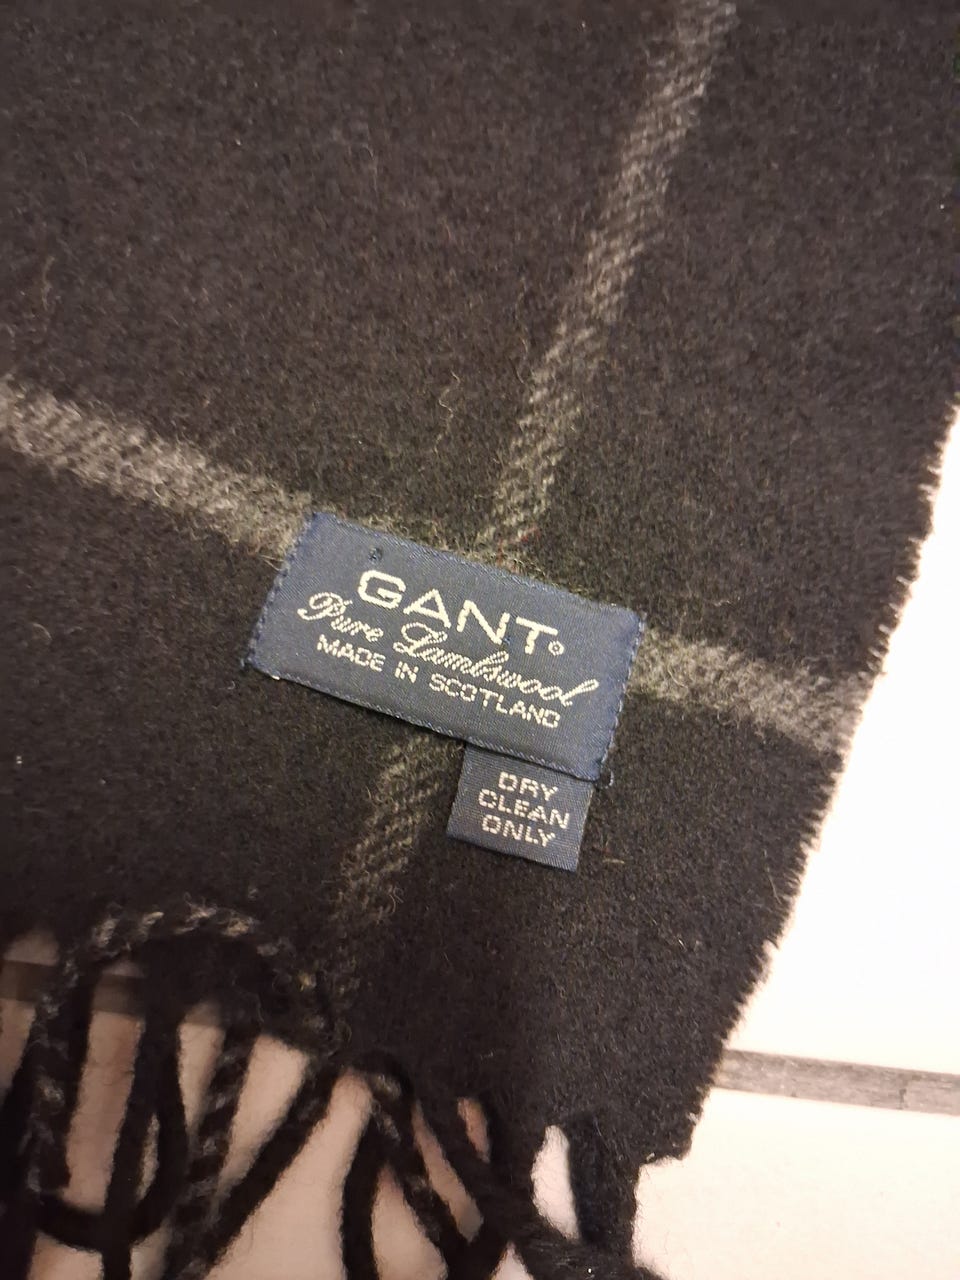 GANT®
Pure Lambswool
MADE IN SCOTLAND
DRY
CLEAN
ONLY